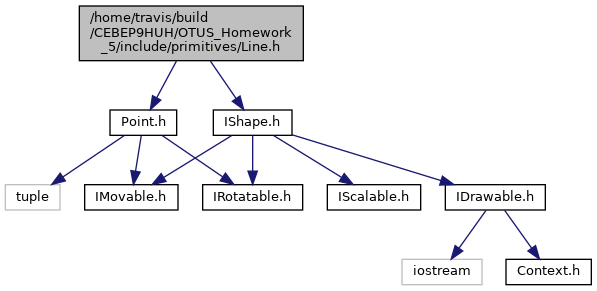 /home/travis/build
/CEBEP9HUH/OTUS_Homework
_5/include/primitives/Line.h
Point.h
IShape.h
tuple
IMovable.h
IRotatable.h
IScalable.h
IDrawable.h
iostream
Context.h